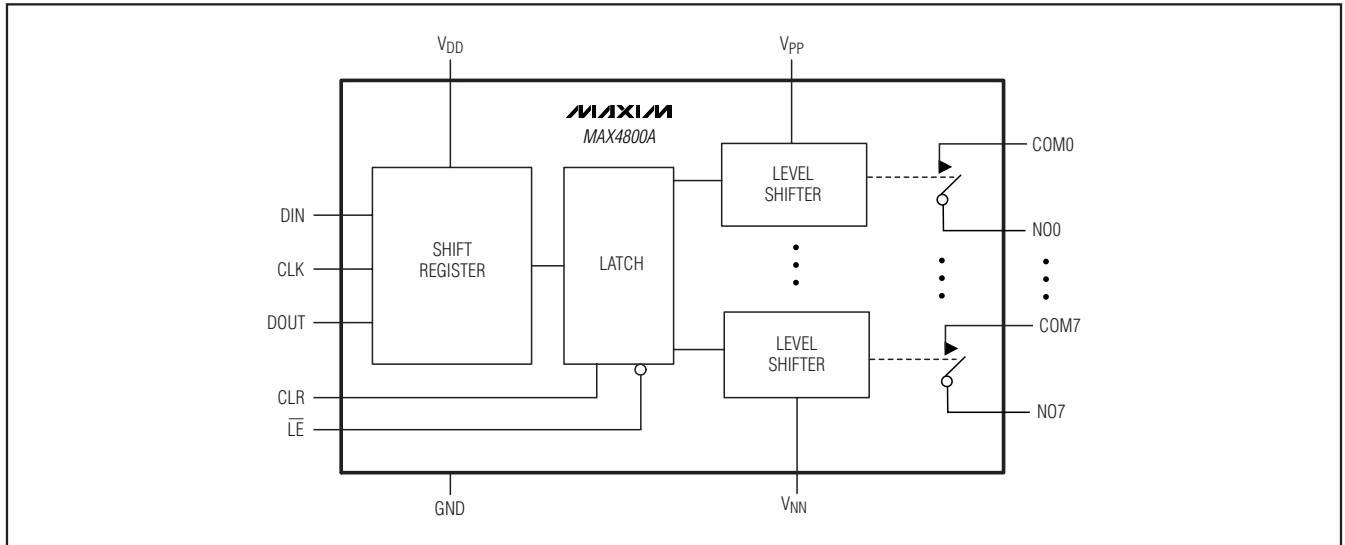 VDD
VPP
MAXIM
MAX4800A
COM0
LEVEL
SHIFTER
DIN
NO0
SHIFT
REGISTER
LATCH
CLK
DOUT
COM7
LEVEL
SHIFTER
CLR
NO7
LE
GND
VNN